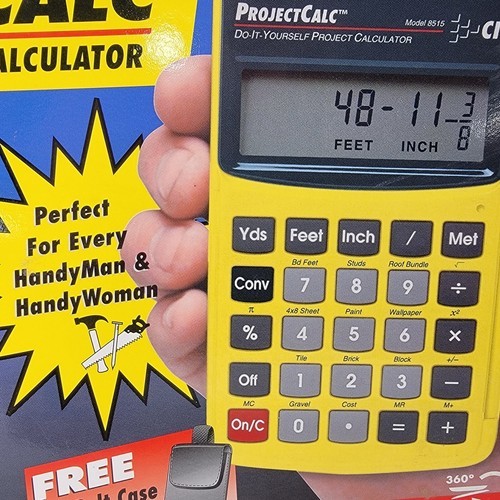 CALC
CALCULATOR
PROJECTCALC™
Model 8515
DO-IT-YOURSELF PROJECT CALCULATOR
48-11 3/8
FEET INCH
Perfect
For Every
HandyMan &
HandyWoman
Yds Feet Inch / Met
Bd Feet Studs Roof Bundle √
Conv 7 8 9 ÷
π 4x8 Sheet Paint Wallpaper x²
% 4 5 6 ×
Tile Brick Block +/−
Off 1 2 3 −
MC Gravel Cost MR M+
On/C 0 • = +
FREE
Case
360°